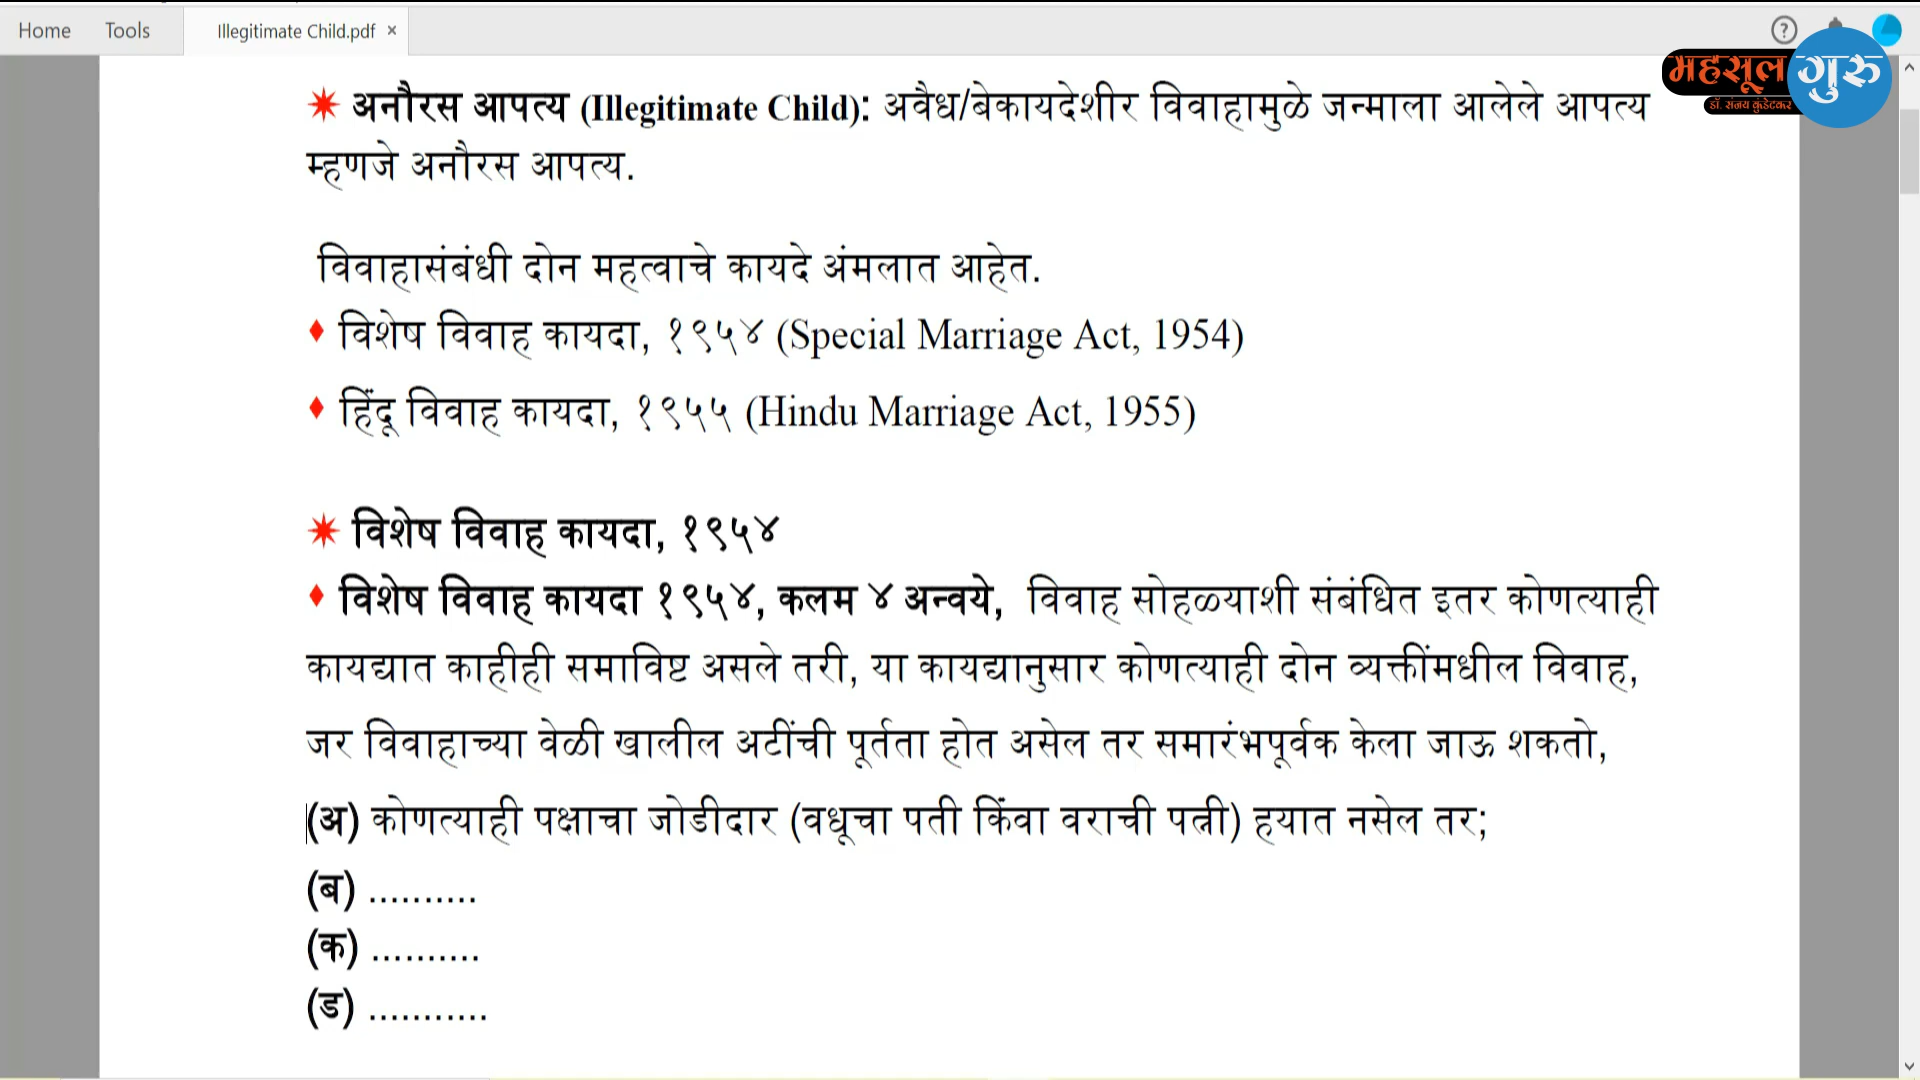 Home Tools Illegitimate Child.pdf ×
महसूल गुरु
डॉ. संजय कुंडेटकर
अनौरस आपत्य (Illegitimate Child): अवैध/बेकायदेशीर विवाहामुळे जन्माला आलेले आपत्य
म्हणजे अनौरस आपत्य.
विवाहासंबंधी दोन महत्वाचे कायदे अंमलात आहेत.
♦ विशेष विवाह कायदा, १९५४ (Special Marriage Act, 1954)
♦ हिंदू विवाह कायदा, १९५५ (Hindu Marriage Act, 1955)
विशेष विवाह कायदा, १९५४
♦ विशेष विवाह कायदा १९५४, कलम ४ अन्वये, विवाह सोहळ्याशी संबंधित इतर कोणत्याही
कायद्यात काहीही समाविष्ट असले तरी, या कायद्यानुसार कोणत्याही दोन व्यक्तींमधील विवाह,
जर विवाहाच्या वेळी खालील अटींची पूर्तता होत असेल तर समारंभपूर्वक केला जाऊ शकतो,
(अ) कोणत्याही पक्षाचा जोडीदार (वधूचा पती किंवा वराची पत्नी) हयात नसेल तर;
(ब) ..........
(क) ..........
(ड) ...........